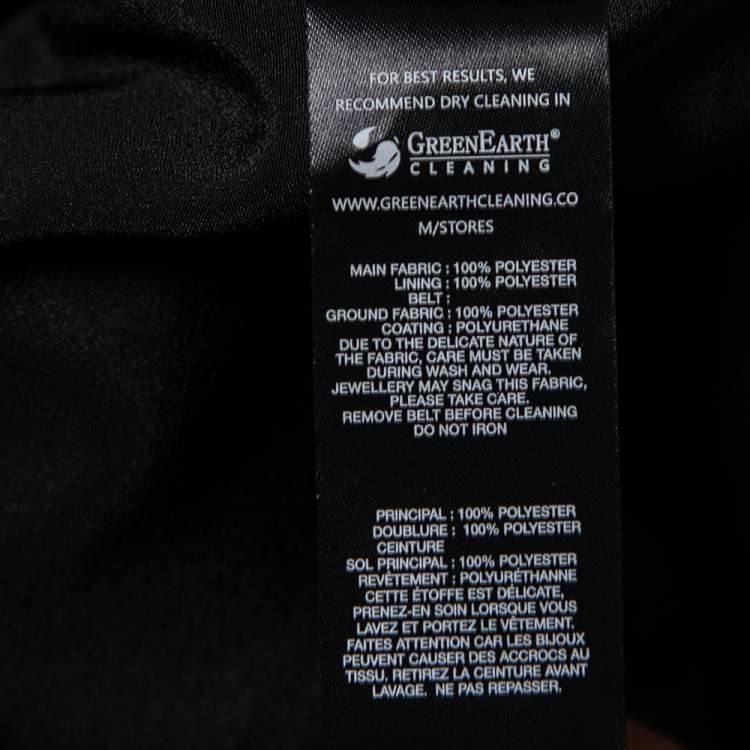 FOR BEST RESULTS, WE
RECOMMEND DRY CLEANING IN
GREENEARTH®
CLEANING
WWW.GREENEARTHCLEANING.CO
M/STORES
MAIN FABRIC : 100% POLYESTER
LINING : 100% POLYESTER
BELT :
GROUND FABRIC : 100% POLYESTER
COATING : POLYURETHANE
DUE TO THE DELICATE NATURE OF
THE FABRIC, CARE MUST BE TAKEN
DURING WASH AND WEAR.
JEWELLERY MAY SNAG THIS FABRIC,
PLEASE TAKE CARE.
REMOVE BELT BEFORE CLEANING
DO NOT IRON
PRINCIPAL : 100% POLYESTER
DOUBLURE : 100% POLYESTER
CEINTURE
SOL PRINCIPAL : 100% POLYESTER
REVÊTEMENT : POLYURÉTHANNE
CETTE ÉTOFFE EST DÉLICATE,
PRENEZ-EN SOIN LORSQUE VOUS
LAVEZ ET PORTEZ LE VÊTEMENT.
FAITES ATTENTION CAR LES BIJOUX
PEUVENT CAUSER DES ACCROCS AU
TISSU, RETIREZ LA CEINTURE AVANT
LAVAGE. NE PAS REPASSER.